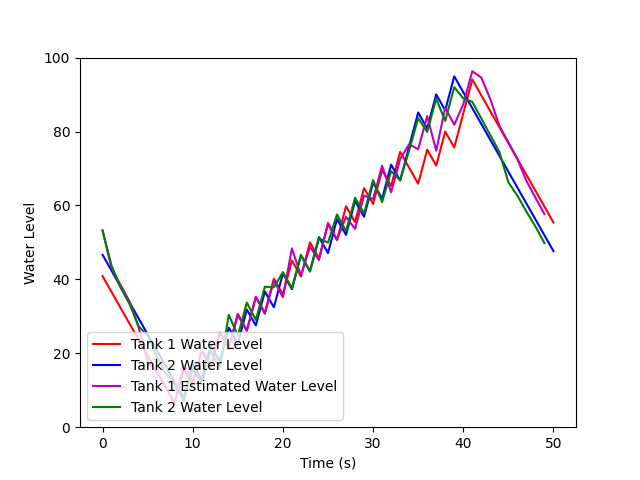 100
80
60
40
20
0
Water Level
Tank 1 Water Level
Tank 2 Water Level
Tank 1 Estimated Water Level
Tank 2 Water Level
0 10 20 30 40 50
Time (s)